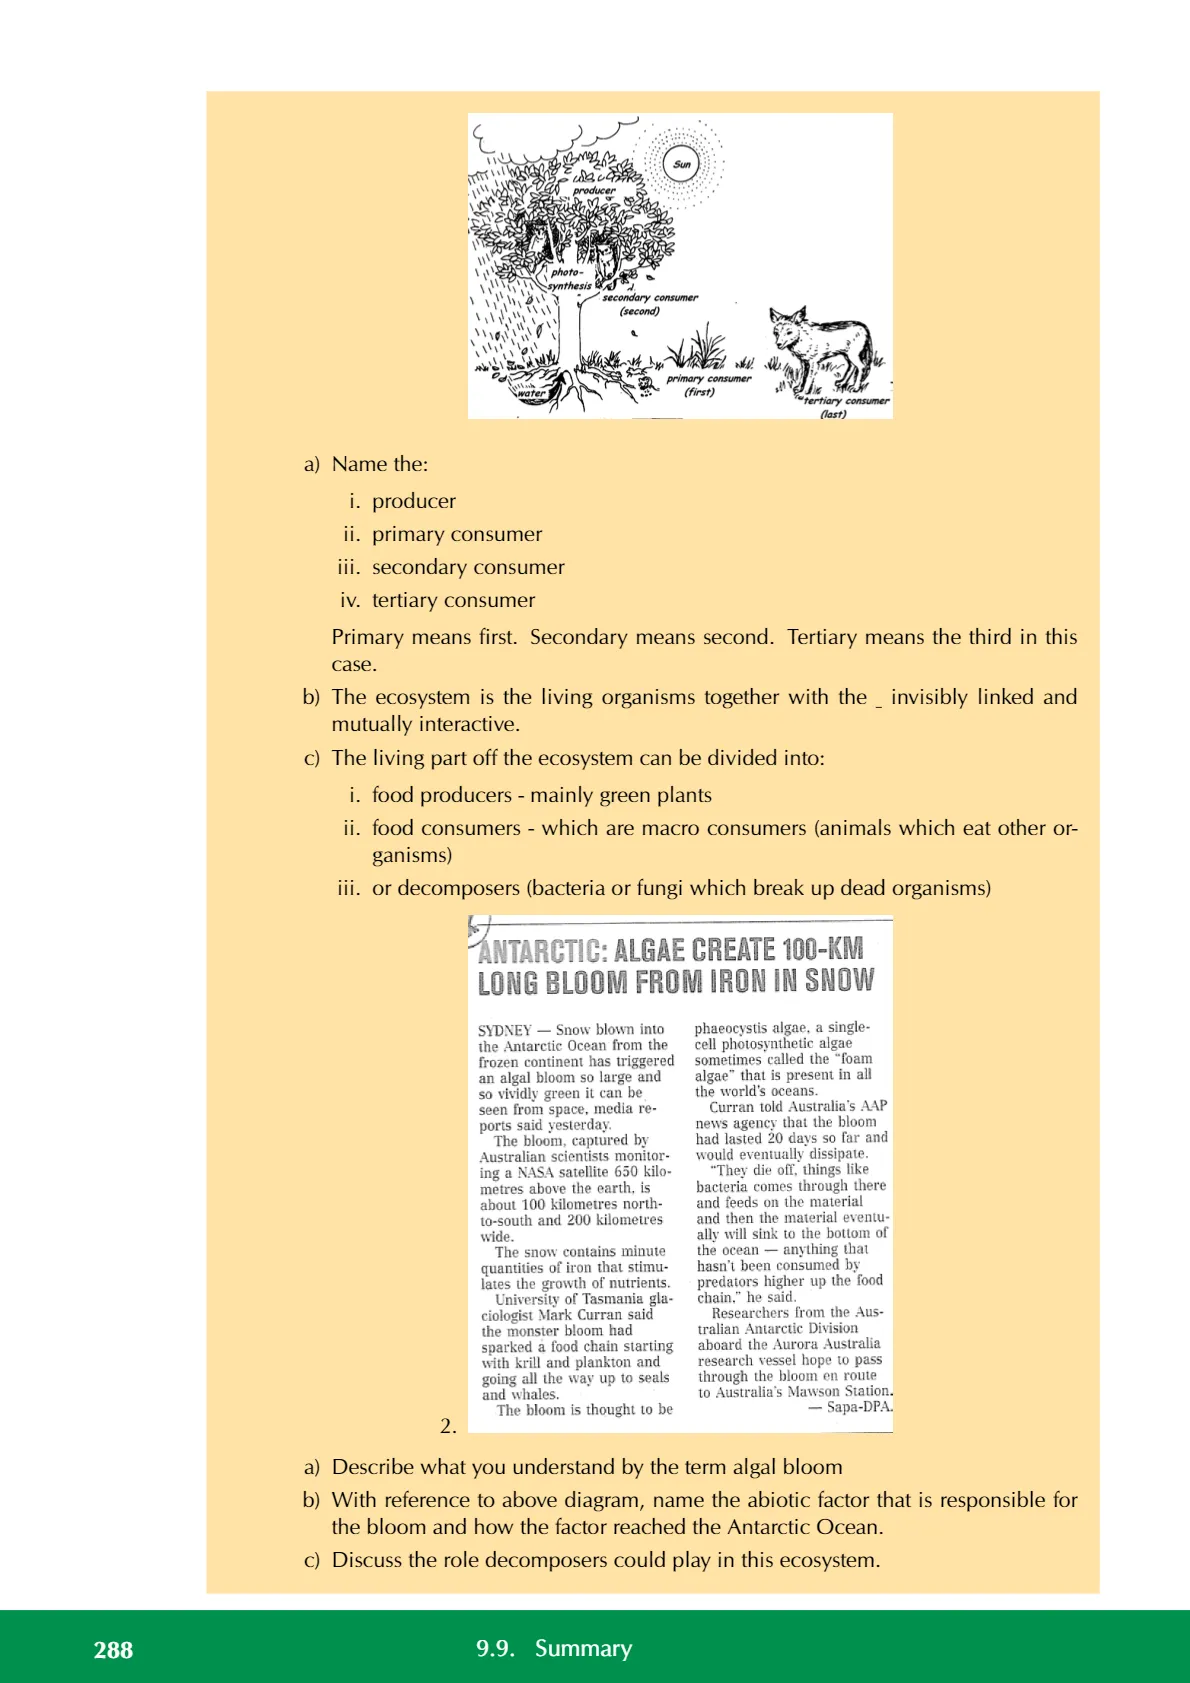 Sun
producer
photo-
synthesis
secondary consumer
(second)
primary consumer
(first)
water
tertiary consumer
(last)
a) Name the:
i. producer
ii. primary consumer
iii. secondary consumer
iv. tertiary consumer
Primary means first. Secondary means second. Tertiary means the third in this
case.
b) The ecosystem is the living organisms together with the _ invisibly linked and
mutually interactive.
c) The living part off the ecosystem can be divided into:
i. food producers - mainly green plants
ii. food consumers - which are macro consumers (animals which eat other or-
ganisms)
iii. or decomposers (bacteria or fungi which break up dead organisms)
ANTARCTIC: ALGAE CREATE 100-KM
LONG BLOOM FROM IRON IN SNOW
SYDNEY — Snow blown into
the Antarctic Ocean from the
frozen continent has triggered
an algal bloom so large and
so vividly green it can be
seen from space, media re-
ports said yesterday.
The bloom, captured by
Australian scientists monitor-
ing a NASA satellite 650 kilo-
metres above the earth, is
about 100 kilometres north-
to-south and 200 kilometres
wide.
The snow contains minute
quantities of iron that stimu-
lates the growth of nutrients.
University of Tasmania gla-
ciologist Mark Curran said
the monster bloom had
sparked a food chain starting
with krill and plankton and
going all the way up to seals
and whales.
The bloom is thought to be
phaeocystis algae, a single-
cell photosynthetic algae
sometimes called the "foam
algae" that is present in all
the world's oceans.
Curran told Australia's AAP
news agency that the bloom
had lasted 20 days so far and
would eventually dissipate.
"They die off, things like
bacteria comes through there
and feeds on the material
and then the material eventu-
ally will sink to the bottom of
the ocean — anything that
hasn't been consumed by
predators higher up the food
chain," he said.
Researchers from the Aus-
tralian Antarctic Division
aboard the Aurora Australia
research vessel hope to pass
through the bloom en route
to Australia's Mawson Station.
— Sapa-DPA.
2.
a) Describe what you understand by the term algal bloom
b) With reference to above diagram, name the abiotic factor that is responsible for
the bloom and how the factor reached the Antarctic Ocean.
c) Discuss the role decomposers could play in this ecosystem.
288
9.9. Summary